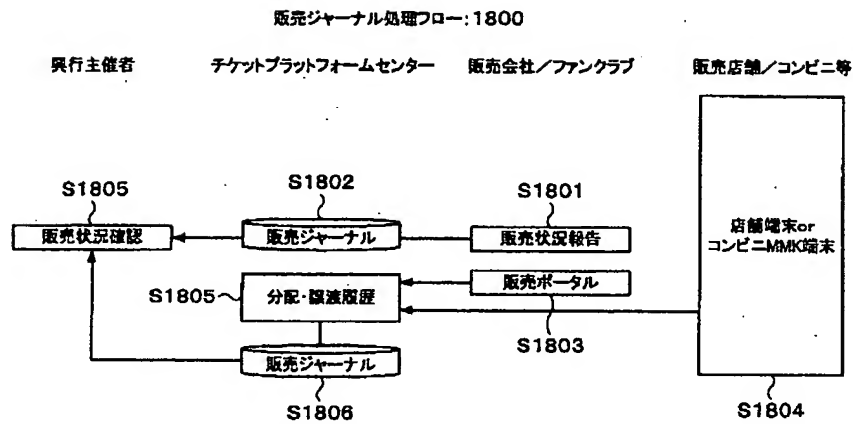 販売ジャーナル処理フロー:1800
興行主催者 チケットプラットフォームセンター 販売会社/ファンクラブ 販売店舗/コンビニ等
S1805 S1802 S1801
販売状況確認 販売ジャーナル 販売状況報告
店舗端末or
コンビニMMK端末
S1805 分配・譲渡履歴 販売ポータル
S1803
販売ジャーナル
S1806 S1804